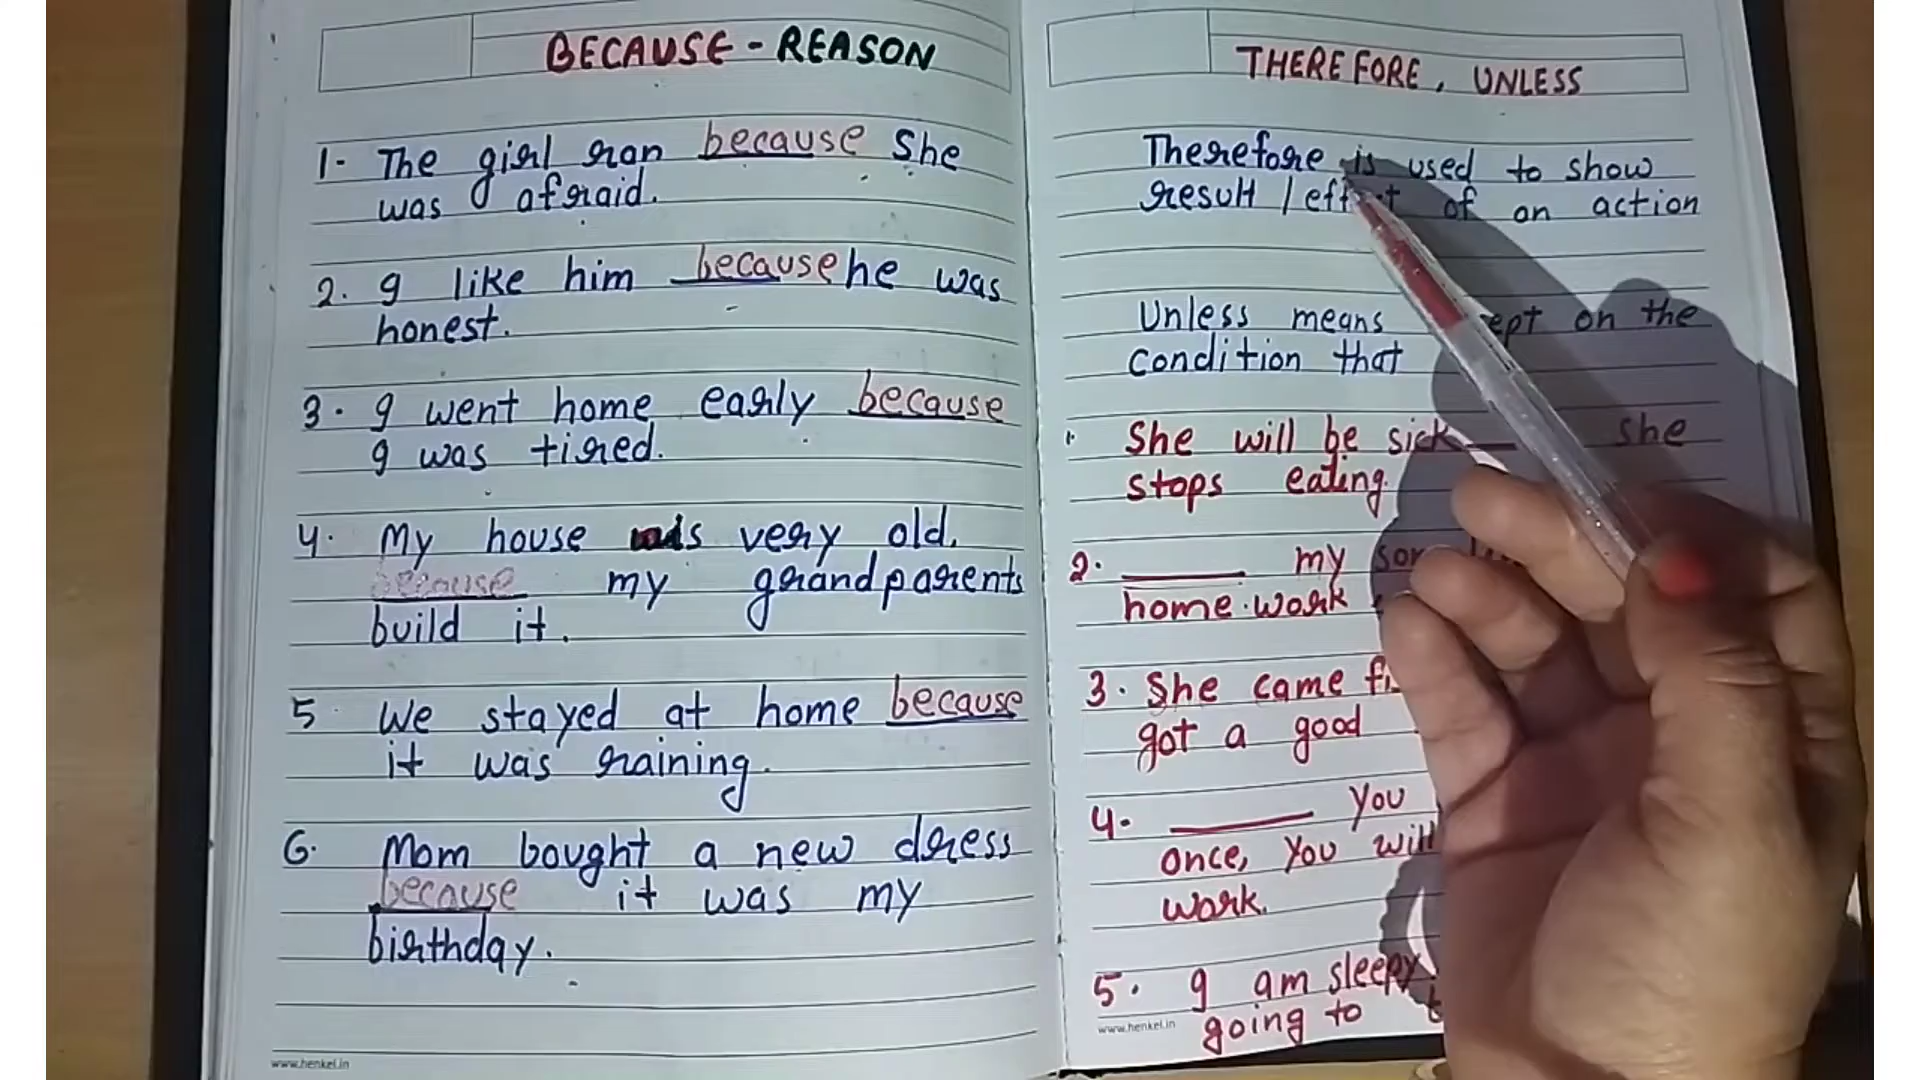 BECAUSE - REASON
1- The girl ran because She
was afraid.
2. I like him because he was
honest.
3. I went home early because
I was tired.
4. My house is very old.
because my grandparents
build it.
5 We stayed at home because
it was raining.
6. Mom bought a new dress
because it was my
birthday.
www.henkel.in
THEREFORE, UNLESS
Therefore is used to show
result / effect of an action
Unless means on the
condition that
1. She will be sick ___ she
stops eating.
2. ___ my
home work
3. She came
got a good
4. ___ You
once, you will
work.
5. I am sleepy
going to
www.henkel.in